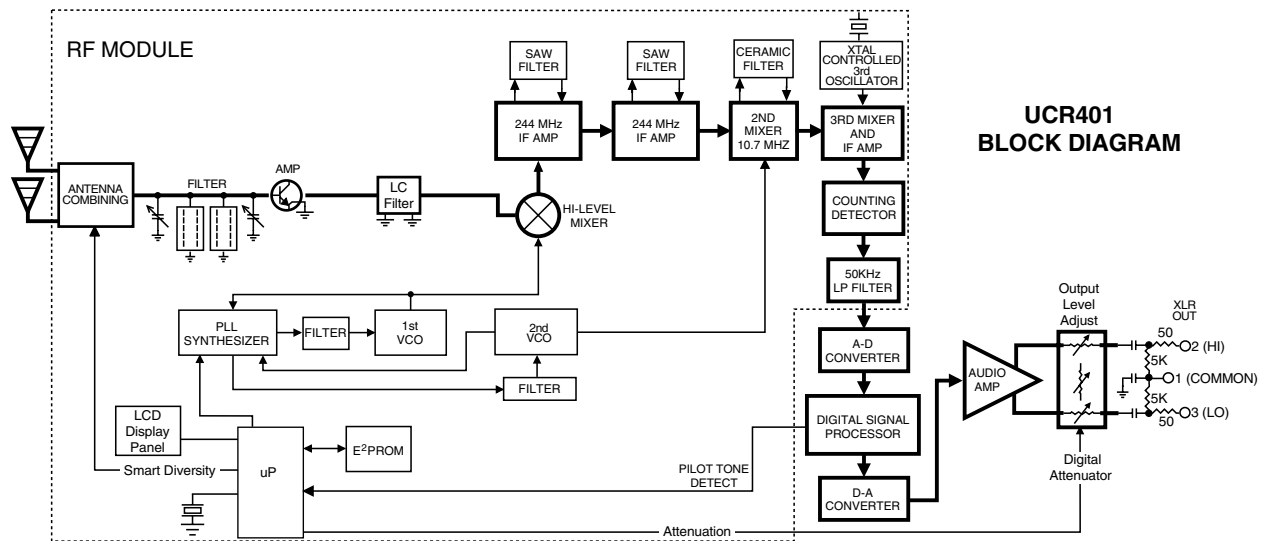 RF MODULE
SAW
FILTER
SAW
FILTER
CERAMIC
FILTER
XTAL
CONTROLLED
3rd
OSCILLATOR
244 MHz
IF AMP
244 MHz
IF AMP
2ND
MIXER
10.7 MHZ
3RD MIXER
AND
IF AMP
UCR401
BLOCK DIAGRAM
ANTENNA
COMBINING
FILTER
AMP
LC
Filter
HI-LEVEL
MIXER
COUNTING
DETECTOR
50KHz
LP FILTER
PLL
SYNTHESIZER
FILTER
1st
VCO
2nd
VCO
FILTER
A-D
CONVERTER
Output
Level
Adjust
XLR
OUT
50
2 (HI)
5K
1 (COMMON)
5K
3 (LO)
50
AUDIO
AMP
LCD
Display
Panel
uP
E2PROM
Smart Diversity
DIGITAL SIGNAL
PROCESSOR
PILOT TONE
DETECT
D-A
CONVERTER
Digital
Attenuator
Attenuation